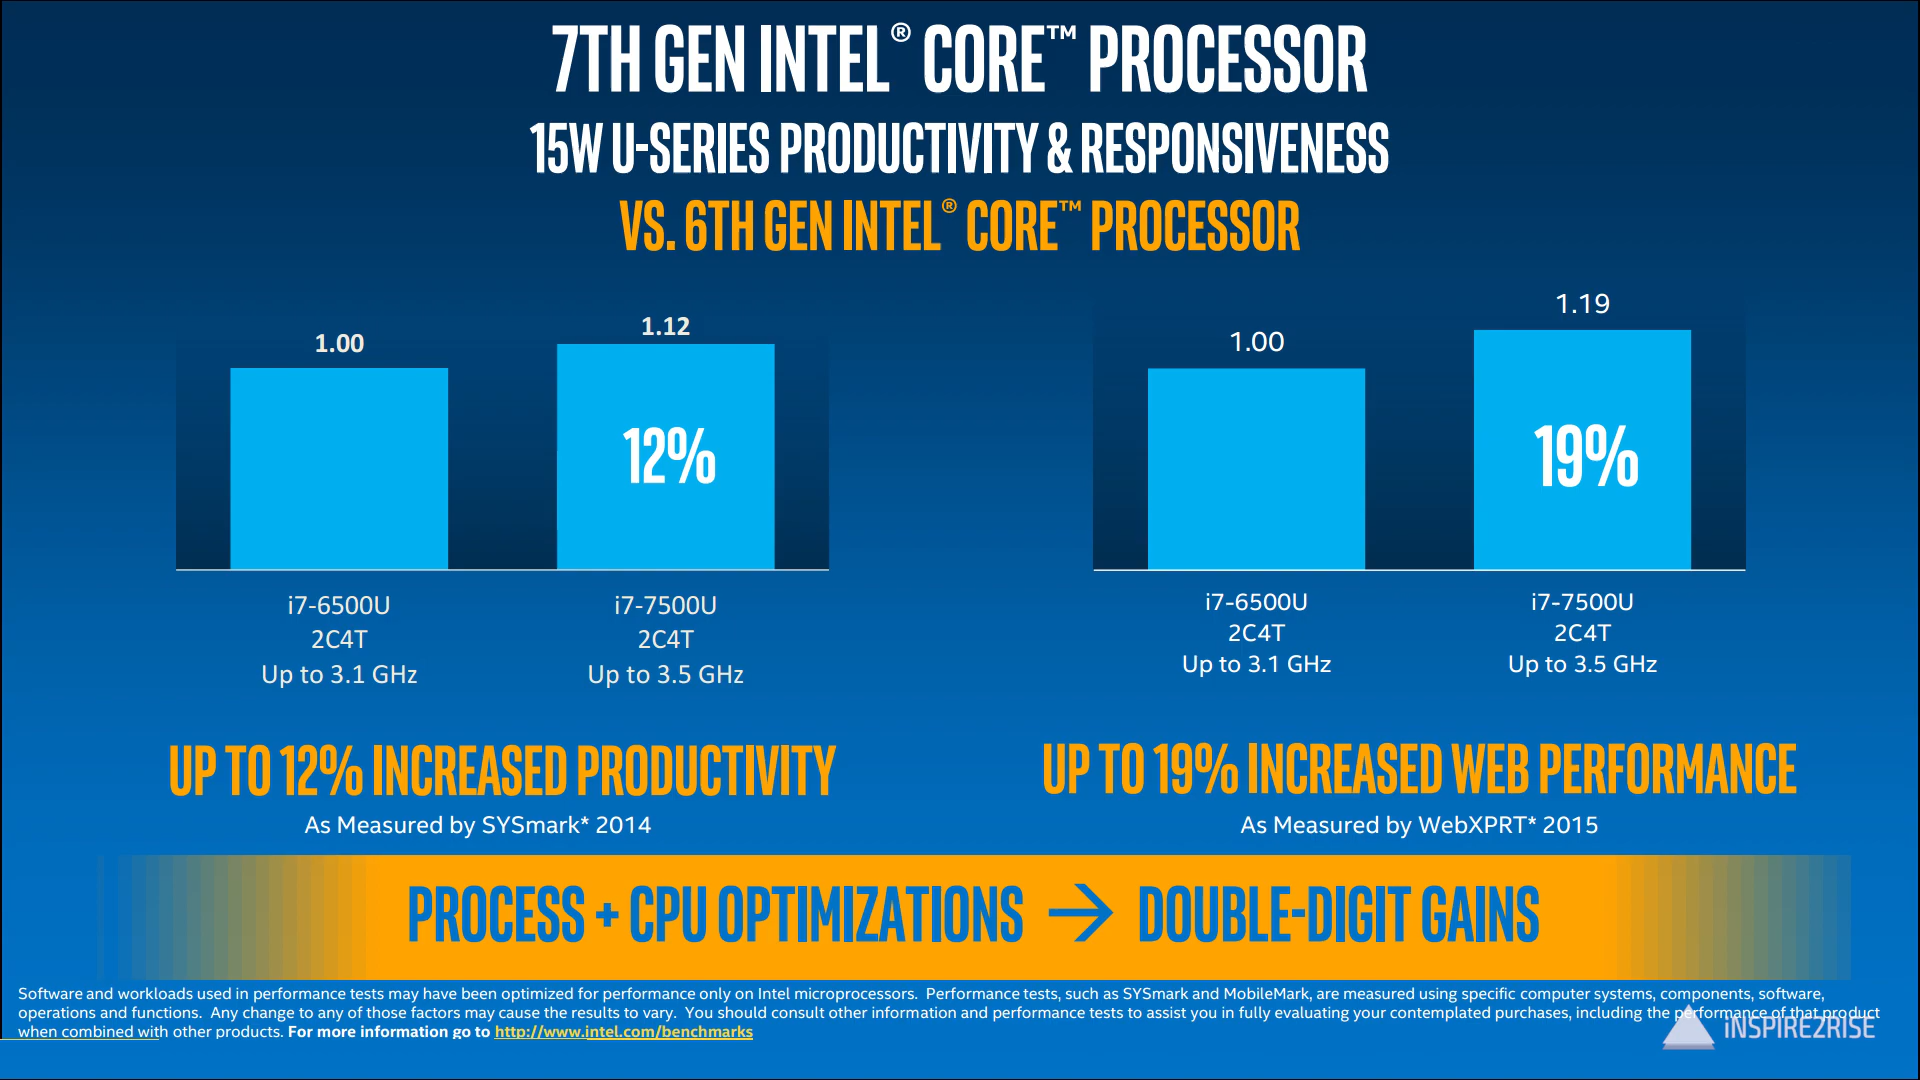 7TH GEN INTEL® CORE™ PROCESSOR
15W U-SERIES PRODUCTIVITY & RESPONSIVENESS
VS. 6TH GEN INTEL® CORE™ PROCESSOR
1.00
1.12
12%
i7-6500U
2C4T
Up to 3.1 GHz
i7-7500U
2C4T
Up to 3.5 GHz
UP TO 12% INCREASED PRODUCTIVITY
As Measured by SYSmark* 2014
1.00
1.19
19%
i7-6500U
2C4T
Up to 3.1 GHz
i7-7500U
2C4T
Up to 3.5 GHz
UP TO 19% INCREASED WEB PERFORMANCE
As Measured by WebXPRT* 2015
PROCESS + CPU OPTIMIZATIONS → DOUBLE-DIGIT GAINS
Software and workloads used in performance tests may have been optimized for performance only on Intel microprocessors.  Performance tests, such as SYSmark and MobileMark, are measured using specific computer systems, components, software,
operations and functions.  Any change to any of those factors may cause the results to vary.  You should consult other information and performance tests to assist you in fully evaluating your contemplated purchases, including the performance of that product
when combined with other products. For more information go to http://www.intel.com/benchmarks
iNSPIRE2RISE